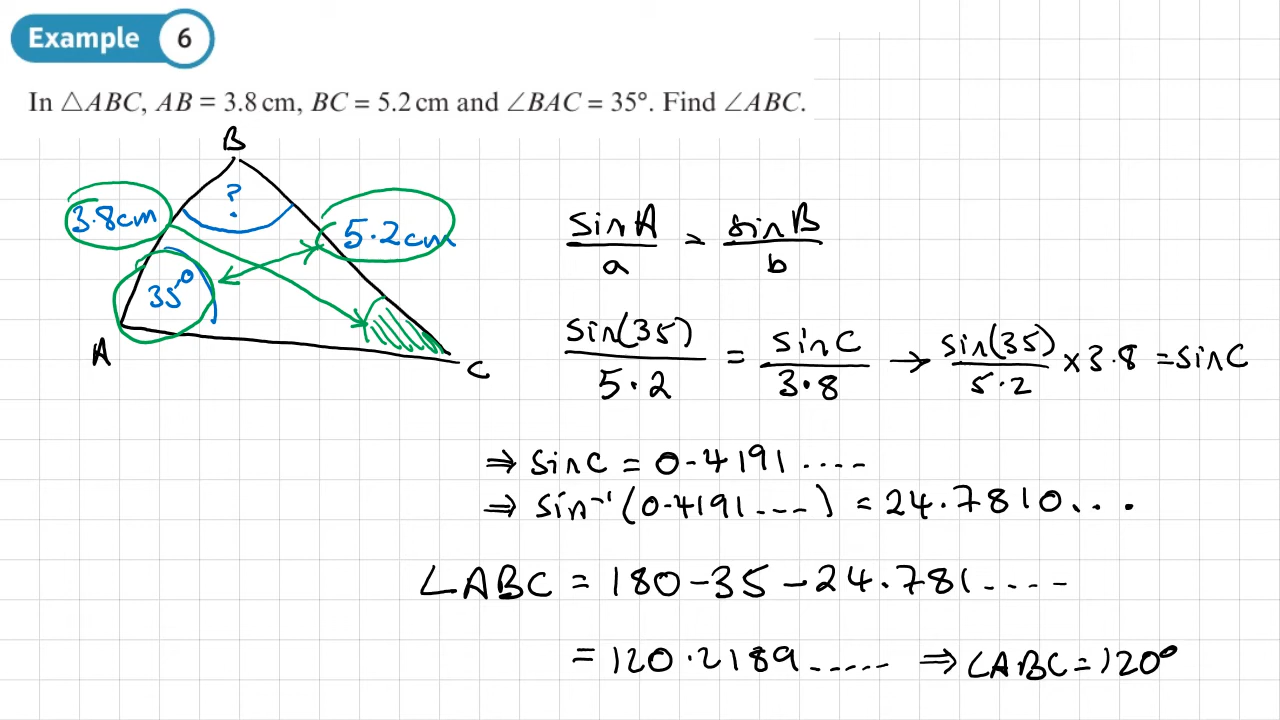 Example 6
In △ABC, AB = 3.8 cm, BC = 5.2 cm and ∠BAC = 35°. Find ∠ABC.
B
?
3.8cm
5.2cm
35°
A
C
sinA/a = sinB/b
sin(35)/5.2 = sinC/3.8 → sin(35)/5.2 × 3.8 = sinC
⇒ sinC = 0.4191....
⇒ sin⁻¹(0.4191...) = 24.7810...
∠ABC = 180-35-24.781....
= 120.2189..... ⇒ ∠ABC = 120°